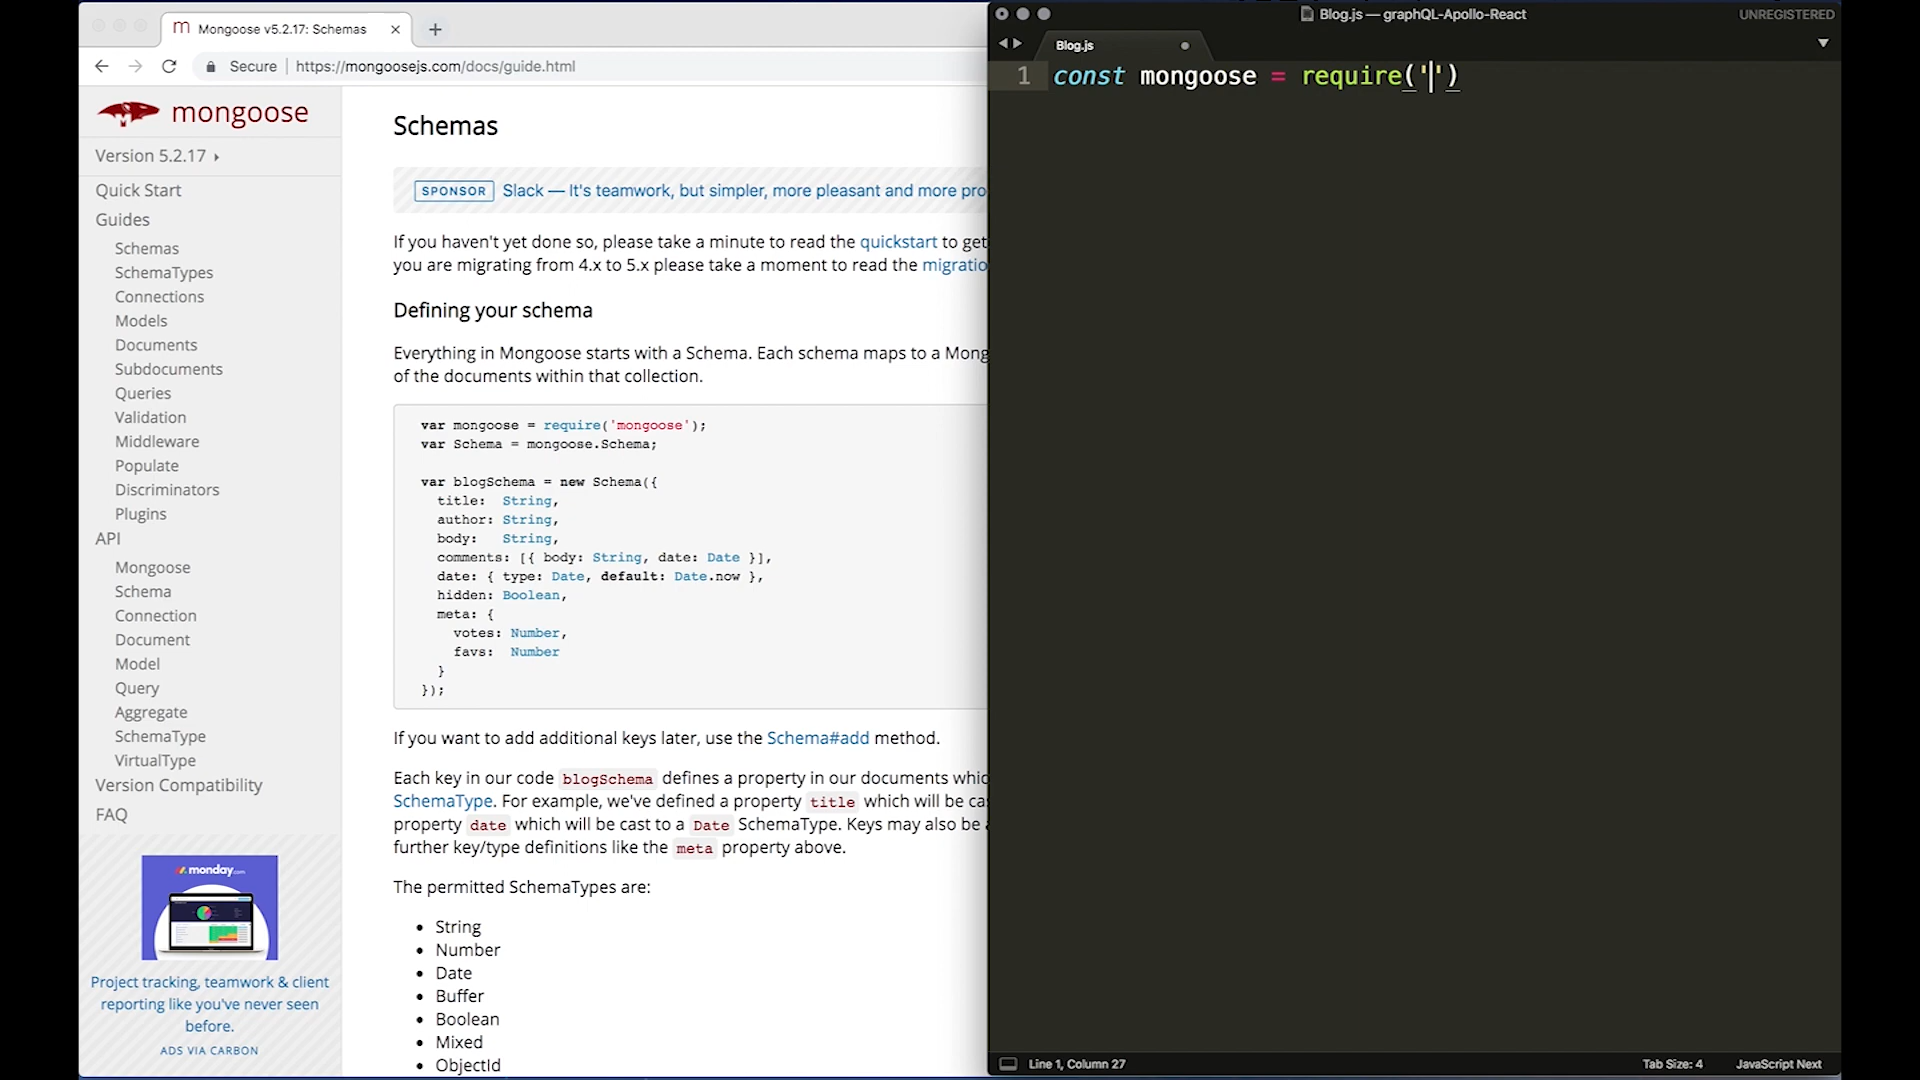 Mongoose v5.2.17: Schemas
Secure https://mongoosejs.com/docs/guide.html
mongoose
Version 5.2.17
Quick Start
Guides
Schemas
SchemaTypes
Connections
Models
Documents
Subdocuments
Queries
Validation
Middleware
Populate
Discriminators
Plugins
API
Mongoose
Schema
Connection
Document
Model
Query
Aggregate
SchemaType
VirtualType
Version Compatibility
FAQ
monday.com
Project tracking, teamwork & client
reporting like you've never seen
before.
ADS VIA CARBON
Schemas
SPONSOR Slack — It's teamwork, but simpler, more pleasant and more pro
If you haven't yet done so, please take a minute to read the quickstart to get
you are migrating from 4.x to 5.x please take a moment to read the migratio
Defining your schema
Everything in Mongoose starts with a Schema. Each schema maps to a Mong
of the documents within that collection.
var mongoose = require('mongoose');
var Schema = mongoose.Schema;
var blogSchema = new Schema({
title: String,
author: String,
body: String,
comments: [{ body: String, date: Date }],
date: { type: Date, default: Date.now },
hidden: Boolean,
meta: {
votes: Number,
favs: Number
}
});
If you want to add additional keys later, use the Schema#add method.
Each key in our code blogSchema defines a property in our documents whic
SchemaType. For example, we've defined a property title which will be cas
property date which will be cast to a Date SchemaType. Keys may also be a
further key/type definitions like the meta property above.
The permitted SchemaTypes are:
String
Number
Date
Buffer
Boolean
Mixed
ObjectId
Blog.js — graphQL-Apollo-React
UNREGISTERED
Blog.js
1 const mongoose = require('')
Line 1, Column 27
Tab Size: 4
JavaScript Next